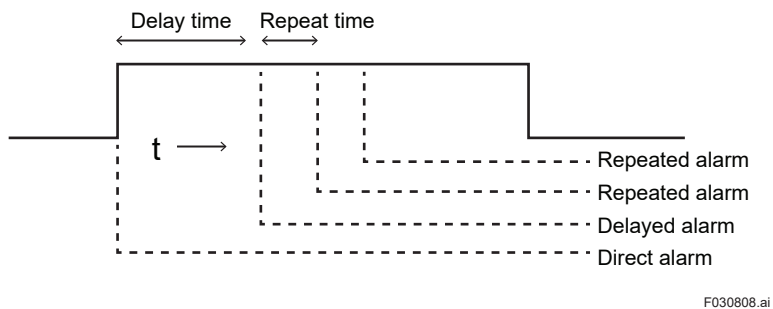 Delay time Repeat time
t
Repeated alarm
Repeated alarm
Delayed alarm
Direct alarm
F030808.ai